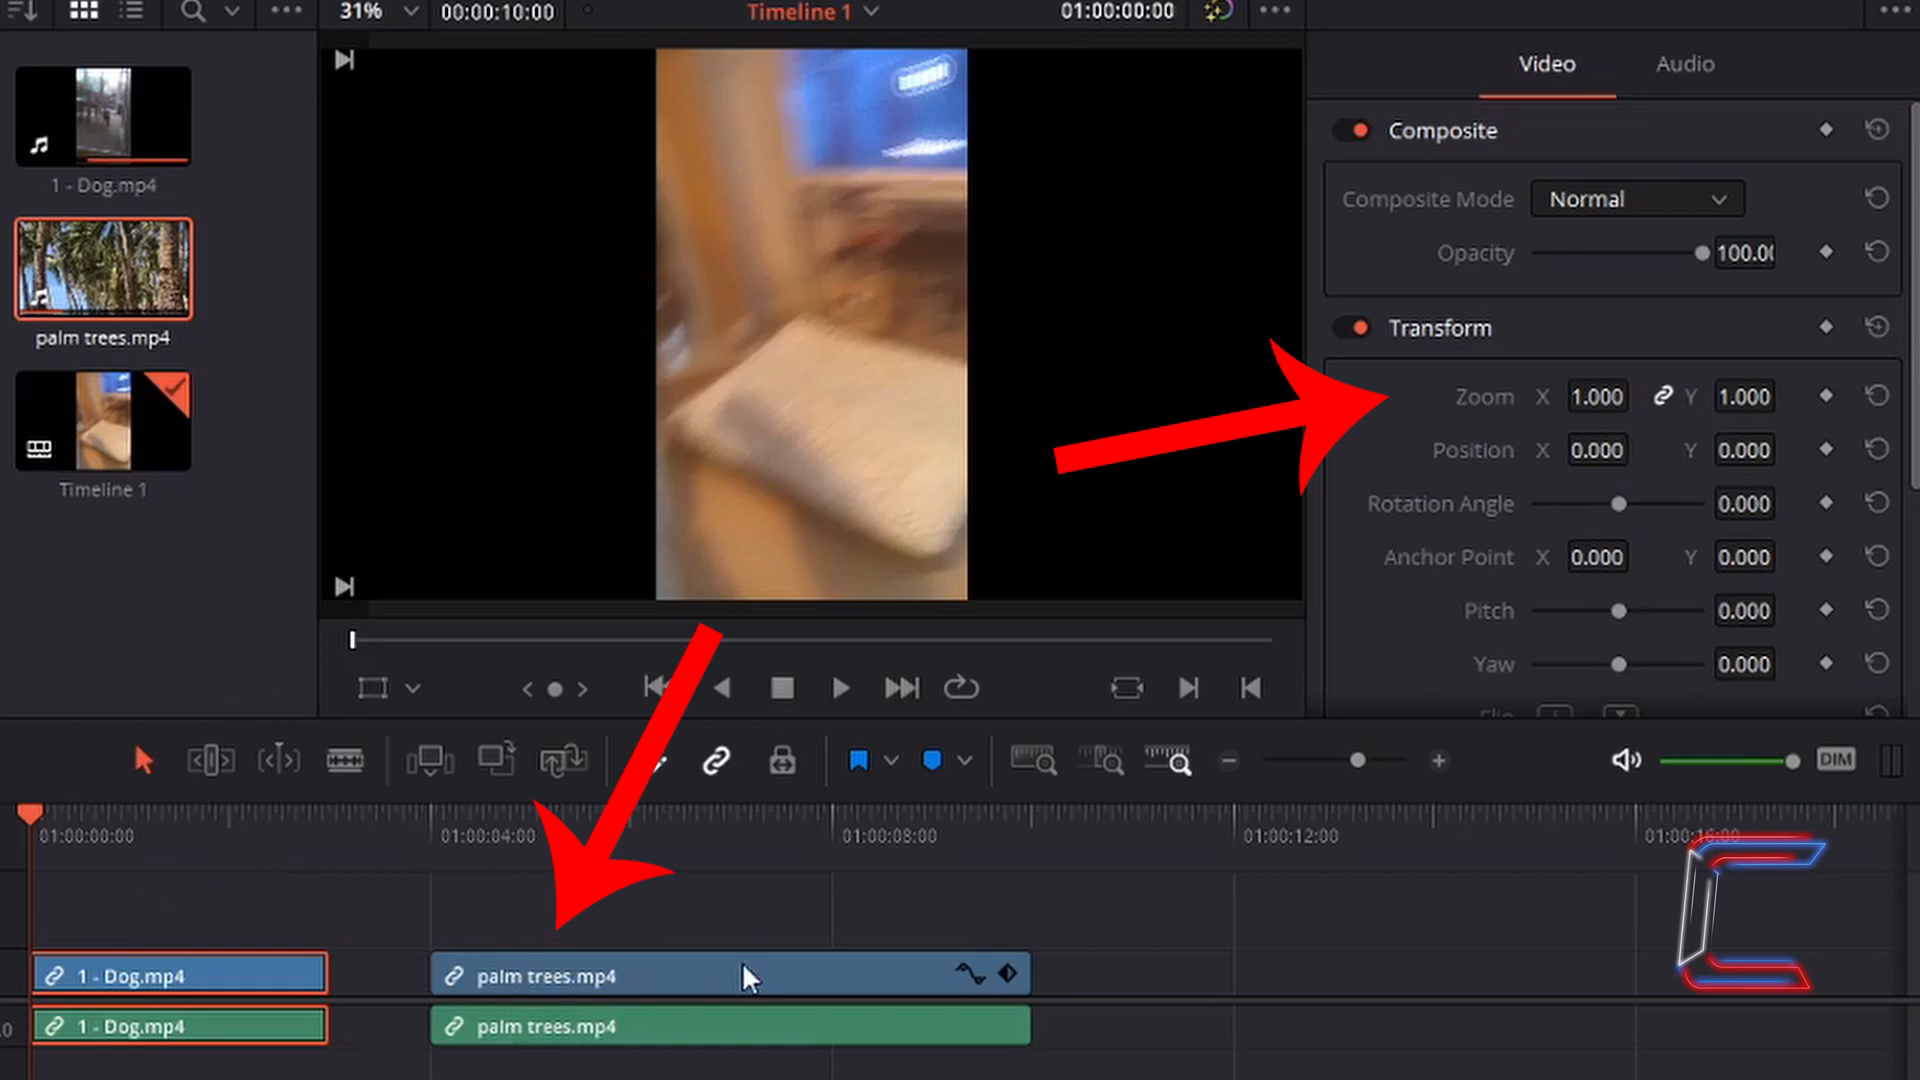 31%
00:00:10:00
Timeline 1
01:00:00:00
Video
Audio
1 - Dog.mp4
palm trees.mp4
Timeline 1
Composite
Composite Mode
Normal
Opacity
100.00
Transform
Zoom X 1.000 Y 1.000
Position X 0.000 Y 0.000
Rotation Angle 0.000
Anchor Point X 0.000 Y 0.000
Pitch 0.000
Yaw 0.000
Flip
DIM
01:00:00:00
01:00:04:00
01:00:08:00
01:00:12:00
01:00:16:00
1 - Dog.mp4
palm trees.mp4
.0
1 - Dog.mp4
palm trees.mp4